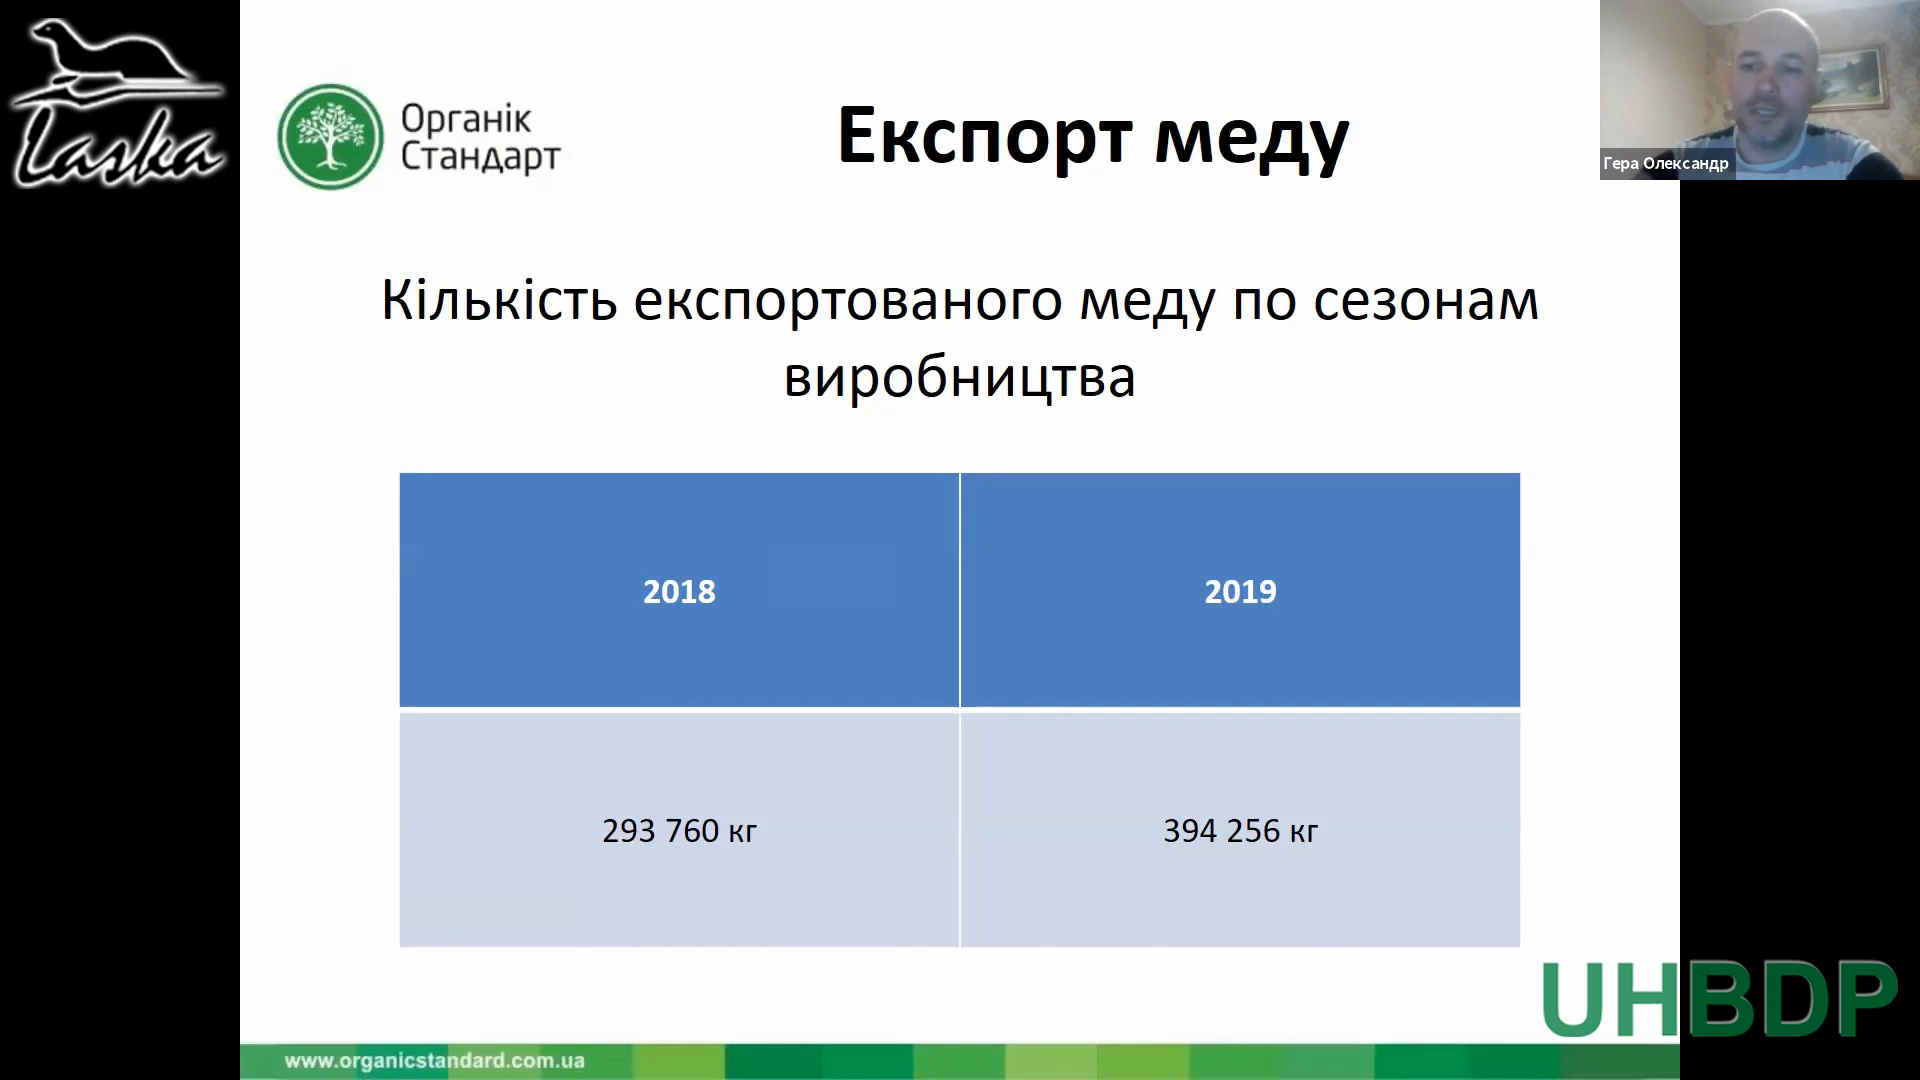 Laska
Органік
Стандарт
Експорт меду
Гера Олександр
Кількість експортованого меду по сезонам
виробництва
2018
2019
293 760 кг
394 256 кг
UHBDP
www.organicstandard.com.ua